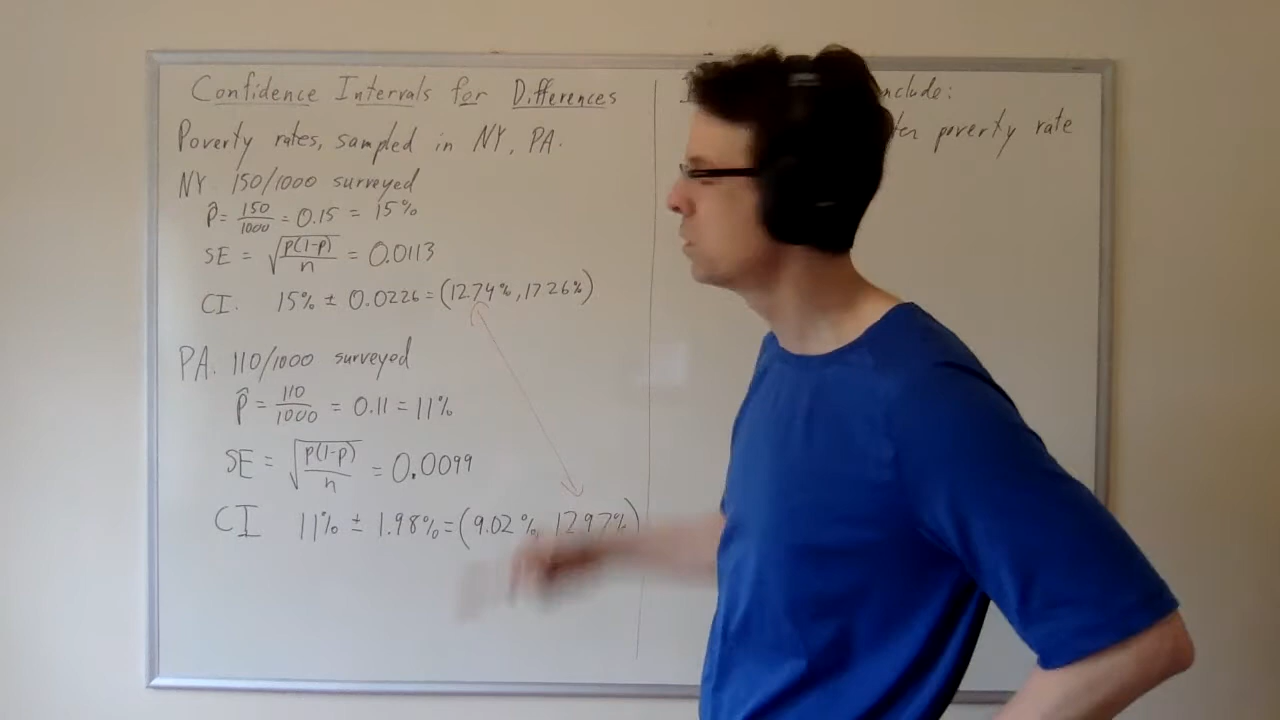 Confidence Intervals for Differences
Poverty rates, sampled in NY, PA.
NY. 150/1000 surveyed
p̂ = 150/1000 = 0.15 = 15%
SE = √(p(1-p)/n) = 0.0113
CI. 15% ± 0.0226 = (12.74%, 17.26%)
PA. 110/1000 surveyed
p̂ = 110/1000 = 0.11 = 11%
SE = √(p(1-p)/n) = 0.0099
CI 11% ± 1.98% = (9.02%, 12.97%)
nclude:
poverty rate